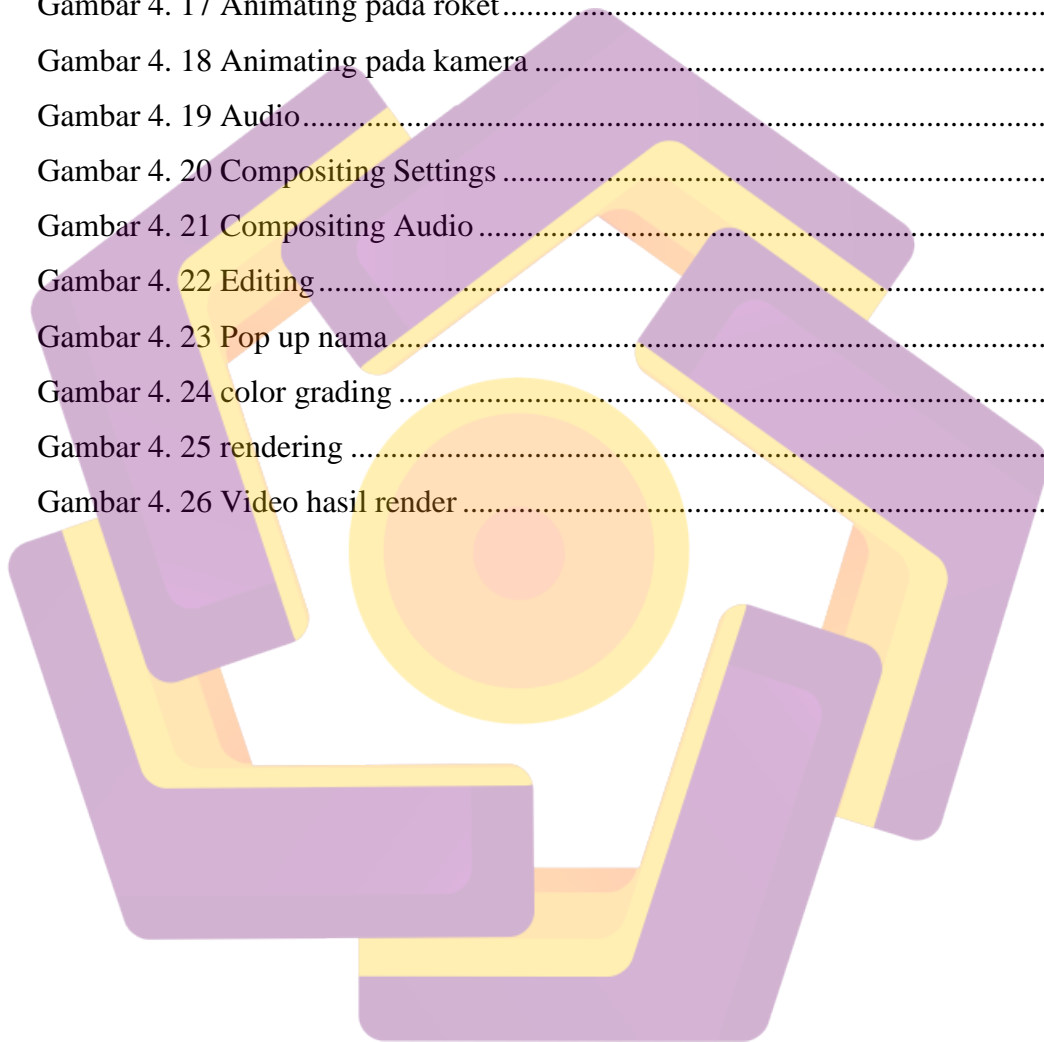 Gambar 4. 17 Animating pada roket........................................................................
Gambar 4. 18 Animating pada kamera ....................................................................
Gambar 4. 19 Audio.................................................................................................
Gambar 4. 20 Compositing Settings ........................................................................
Gambar 4. 21 Compositing Audio ...........................................................................
Gambar 4. 22 Editing...............................................................................................
Gambar 4. 23 Pop up nama......................................................................................
Gambar 4. 24 color grading .....................................................................................
Gambar 4. 25 rendering ...........................................................................................
Gambar 4. 26 Video hasil render .............................................................................